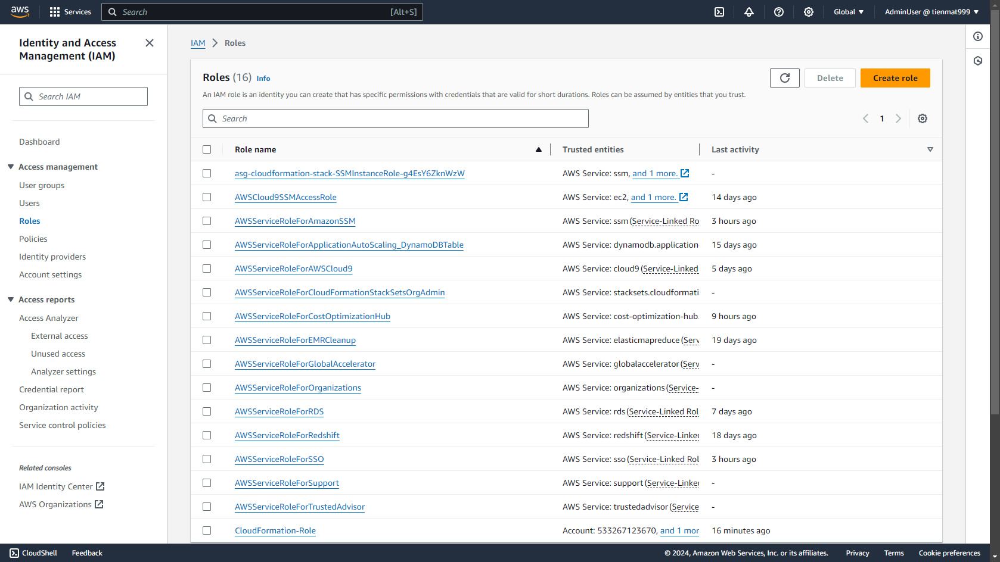 aws
Services
Search
[Alt+S]
Global
AdminUser @ tienmat999
Identity and Access
Management (IAM)
Search IAM
Dashboard
Access management
User groups
Users
Roles
Policies
Identity providers
Account settings
Access reports
Access Analyzer
External access
Unused access
Analyzer settings
Credential report
Organization activity
Service control policies
Related consoles
IAM Identity Center
AWS Organizations
IAM > Roles
Roles (16) Info
Delete
Create role
An IAM role is an identity you can create that has specific permissions with credentials that are valid for short durations. Roles can be assumed by entities that you trust.
Search
1
Role name Trusted entities Last activity
asg-cloudformation-stack-SSMInstanceRole-g4EsY6ZknWzW AWS Service: ssm, and 1 more. -
AWSCloud9SSMAccessRole AWS Service: ec2, and 1 more. 14 days ago
AWSServiceRoleForAmazonSSM AWS Service: ssm (Service-Linked Ro 3 hours ago
AWSServiceRoleForApplicationAutoScaling_DynamoDBTable AWS Service: dynamodb.application 15 days ago
AWSServiceRoleForAWSCloud9 AWS Service: cloud9 (Service-Linked 5 days ago
AWSServiceRoleForCloudFormationStackSetsOrgAdmin AWS Service: stacksets.cloudformati -
AWSServiceRoleForCostOptimizationHub AWS Service: cost-optimization-hub. 9 hours ago
AWSServiceRoleForEMRCleanup AWS Service: elasticmapreduce (Serv 19 days ago
AWSServiceRoleForGlobalAccelerator AWS Service: globalaccelerator (Serv -
AWSServiceRoleForOrganizations AWS Service: organizations (Service- -
AWSServiceRoleForRDS AWS Service: rds (Service-Linked Rol 7 days ago
AWSServiceRoleForRedshift AWS Service: redshift (Service-Linked 18 days ago
AWSServiceRoleForSSO AWS Service: sso (Service-Linked Rol 3 hours ago
AWSServiceRoleForSupport AWS Service: support (Service-Linked -
AWSServiceRoleForTrustedAdvisor AWS Service: trustedadvisor (Service -
CloudFormation-Role Account: 533267123670, and 1 mor 16 minutes ago
CloudShell Feedback © 2024, Amazon Web Services, Inc. or its affiliates. Privacy Terms Cookie preferences